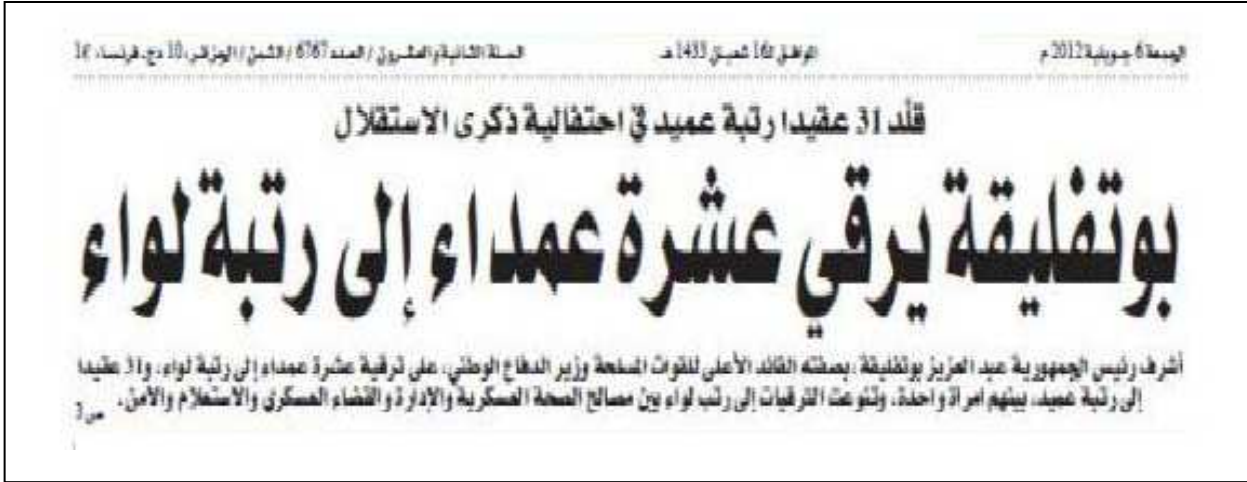 الجمعة 6 جويلية 2012 م الموافق لـ 16 شعبان 1433 هـ السنة الثانية والعشرون / العدد 6767 / الثمن / الجزائر، 10 دج، فرنسا، 1€
قلّد 31 عقيدا رتبة عميد في احتفالية ذكرى الاستقلال
بوتفليقة يرقي عشرة عمداء إلى رتبة لواء
أشرف رئيس الجمهورية عبد العزيز بوتفليقة، بصفته القائد الأعلى للقوات المسلحة وزير الدفاع الوطني، على ترقية عشرة عمداء إلى رتبة لواء، و31 عقيدا
إلى رتبة عميد، بينهم امرأة واحدة، وتنوعت الترقيات إلى رتب لواء بين مصالح الصحة العسكرية والإدارة والقضاء العسكري والاستعلام والأمن. ص3